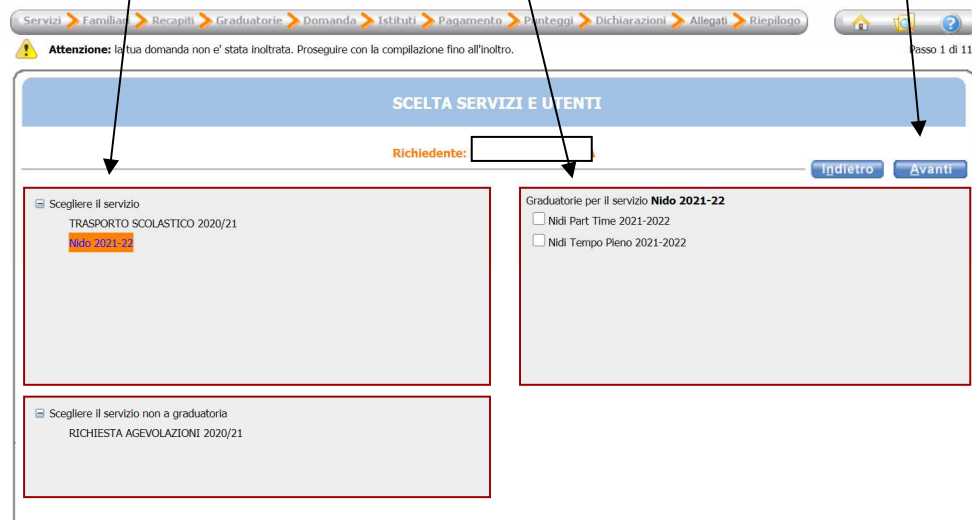 Servizi Familiari Recapiti Graduatorie Domanda Istituti Pagamento Punteggi Dichiarazioni Allegati Riepilogo
Attenzione: la tua domanda non e' stata inoltrata. Proseguire con la compilazione fino all'inoltro.
Passo 1 di 11
SCELTA SERVIZI E UTENTI
Richiedente:
Indietro Avanti
Scegliere il servizio
TRASPORTO SCOLASTICO 2020/21
Nido 2021-22
Graduatorie per il servizio Nido 2021-22
Nidi Part Time 2021-2022
Nidi Tempo Pieno 2021-2022
Scegliere il servizio non a graduatoria
RICHIESTA AGEVOLAZIONI 2020/21